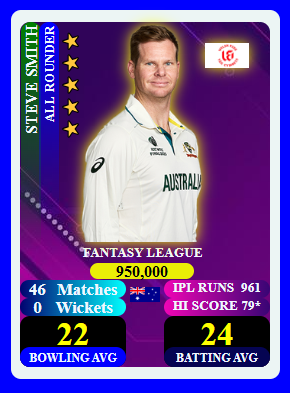 STEVE SMITH
ALL ROUNDER
AUSTRALIA
FANTASY LEAGUE
950,000
46 Matches
0 Wickets
IPL RUNS 961
HI SCORE 79*
22
BOWLING AVG
24
BATTING AVG